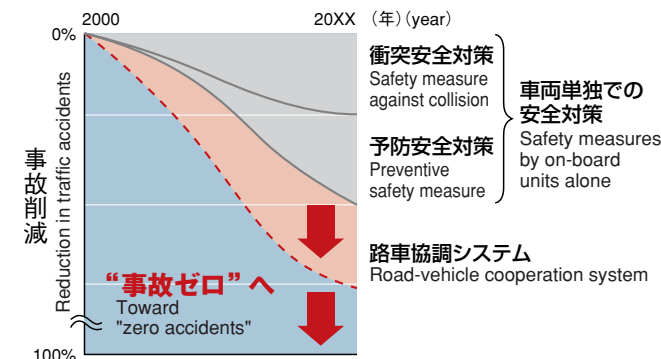 2000
20XX
（年）(year)
0%
衝突安全対策
Safety measure
against collision
予防安全対策
Preventive
safety measure
車両単独での
安全対策
Safety measures
by on-board
units alone
事故削減
Reduction in traffic accidents
路車協調システム
Road-vehicle cooperation system
“事故ゼロ”へ
Toward
"zero accidents"
100%